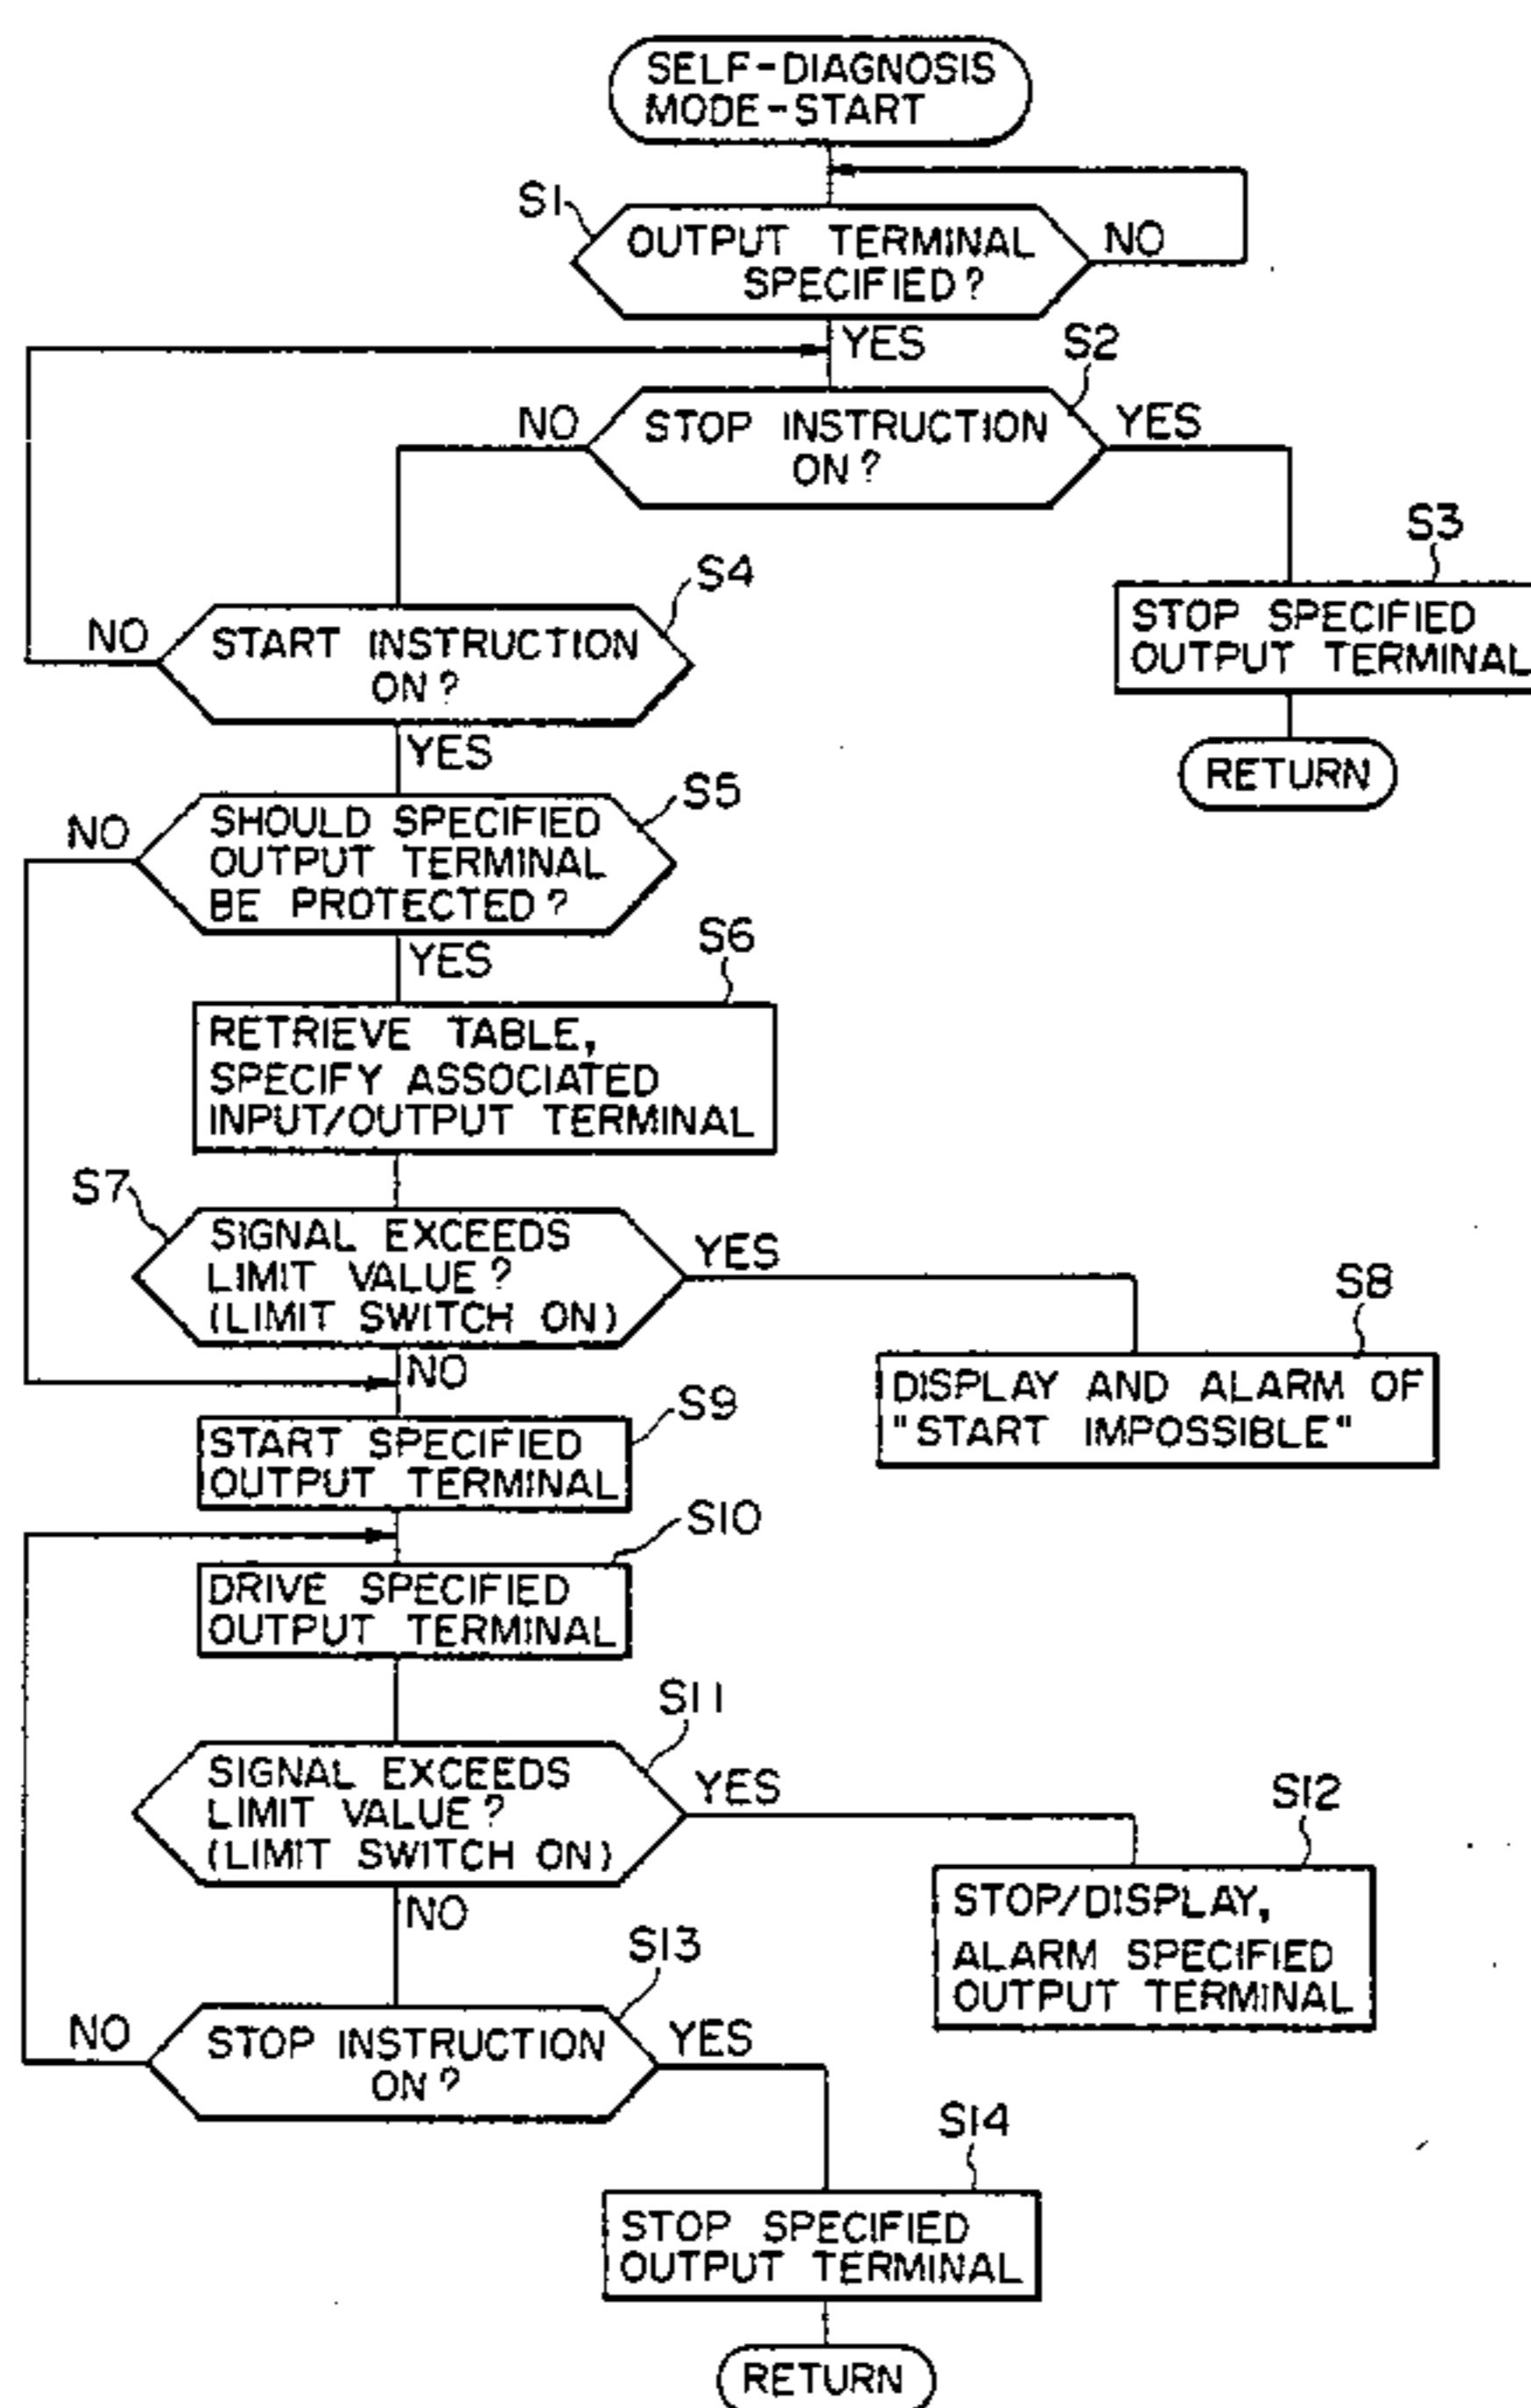 SELF-DIAGNOSIS
MODE-START
S1
OUTPUT TERMINAL
SPECIFIED?
NO
YES
S2
NO
STOP INSTRUCTION
ON?
YES
S3
STOP SPECIFIED
OUTPUT TERMINAL
RETURN
S4
NO
START INSTRUCTION
ON?
YES
S5
NO
SHOULD SPECIFIED
OUTPUT TERMINAL
BE PROTECTED?
YES
S6
RETRIEVE TABLE,
SPECIFY ASSOCIATED
INPUT/OUTPUT TERMINAL
S7
SIGNAL EXCEEDS
LIMIT VALUE?
(LIMIT SWITCH ON)
YES
S8
DISPLAY AND ALARM OF
"START IMPOSSIBLE"
NO
S9
START SPECIFIED
OUTPUT TERMINAL
S10
DRIVE SPECIFIED
OUTPUT TERMINAL
S11
SIGNAL EXCEEDS
LIMIT VALUE?
(LIMIT SWITCH ON)
YES
S12
STOP/DISPLAY,
ALARM SPECIFIED
OUTPUT TERMINAL
NO
S13
NO
STOP INSTRUCTION
ON?
YES
S14
STOP SPECIFIED
OUTPUT TERMINAL
RETURN